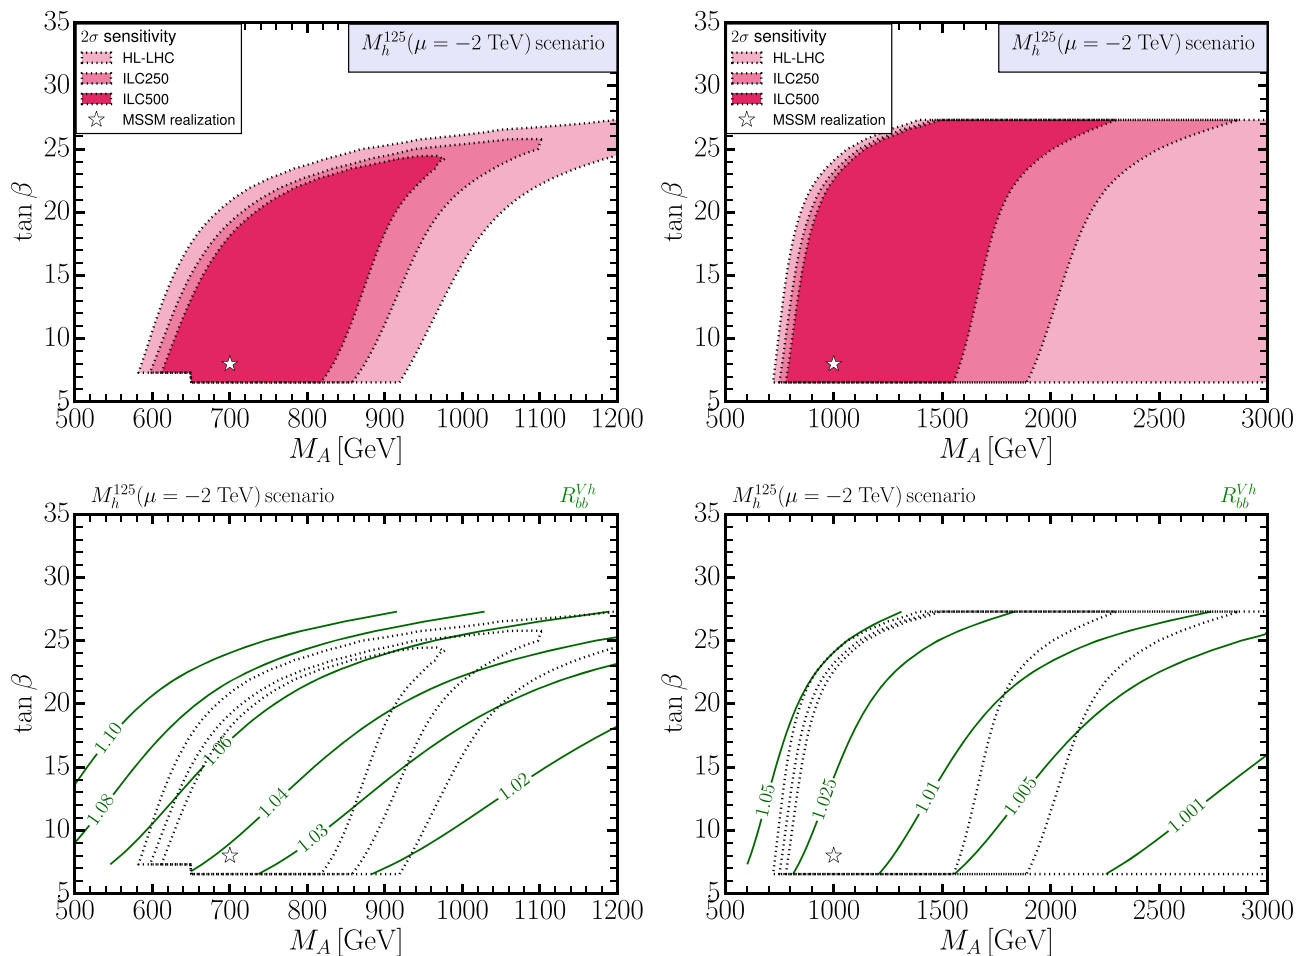 2σ sensitivity
HL-LHC
ILC250
ILC500
MSSM realization
M_h^{125}(μ = −2 TeV) scenario
35
30
25
20
15
10
5
tan β
500 600 700 800 900 1000 1100 1200
M_A [GeV]
2σ sensitivity
HL-LHC
ILC250
ILC500
MSSM realization
M_h^{125}(μ = −2 TeV) scenario
35
30
25
20
15
10
5
tan β
500 1000 1500 2000 2500 3000
M_A [GeV]
M_h^{125}(μ = −2 TeV) scenario
R_{bb}^{Vh}
35
30
25
20
15
10
5
tan β
1.10
1.08
1.06
1.04
1.03
1.02
500 600 700 800 900 1000 1100 1200
M_A [GeV]
M_h^{125}(μ = −2 TeV) scenario
R_{bb}^{Vh}
35
30
25
20
15
10
5
tan β
1.05
1.025
1.01
1.005
1.001
500 1000 1500 2000 2500 3000
M_A [GeV]